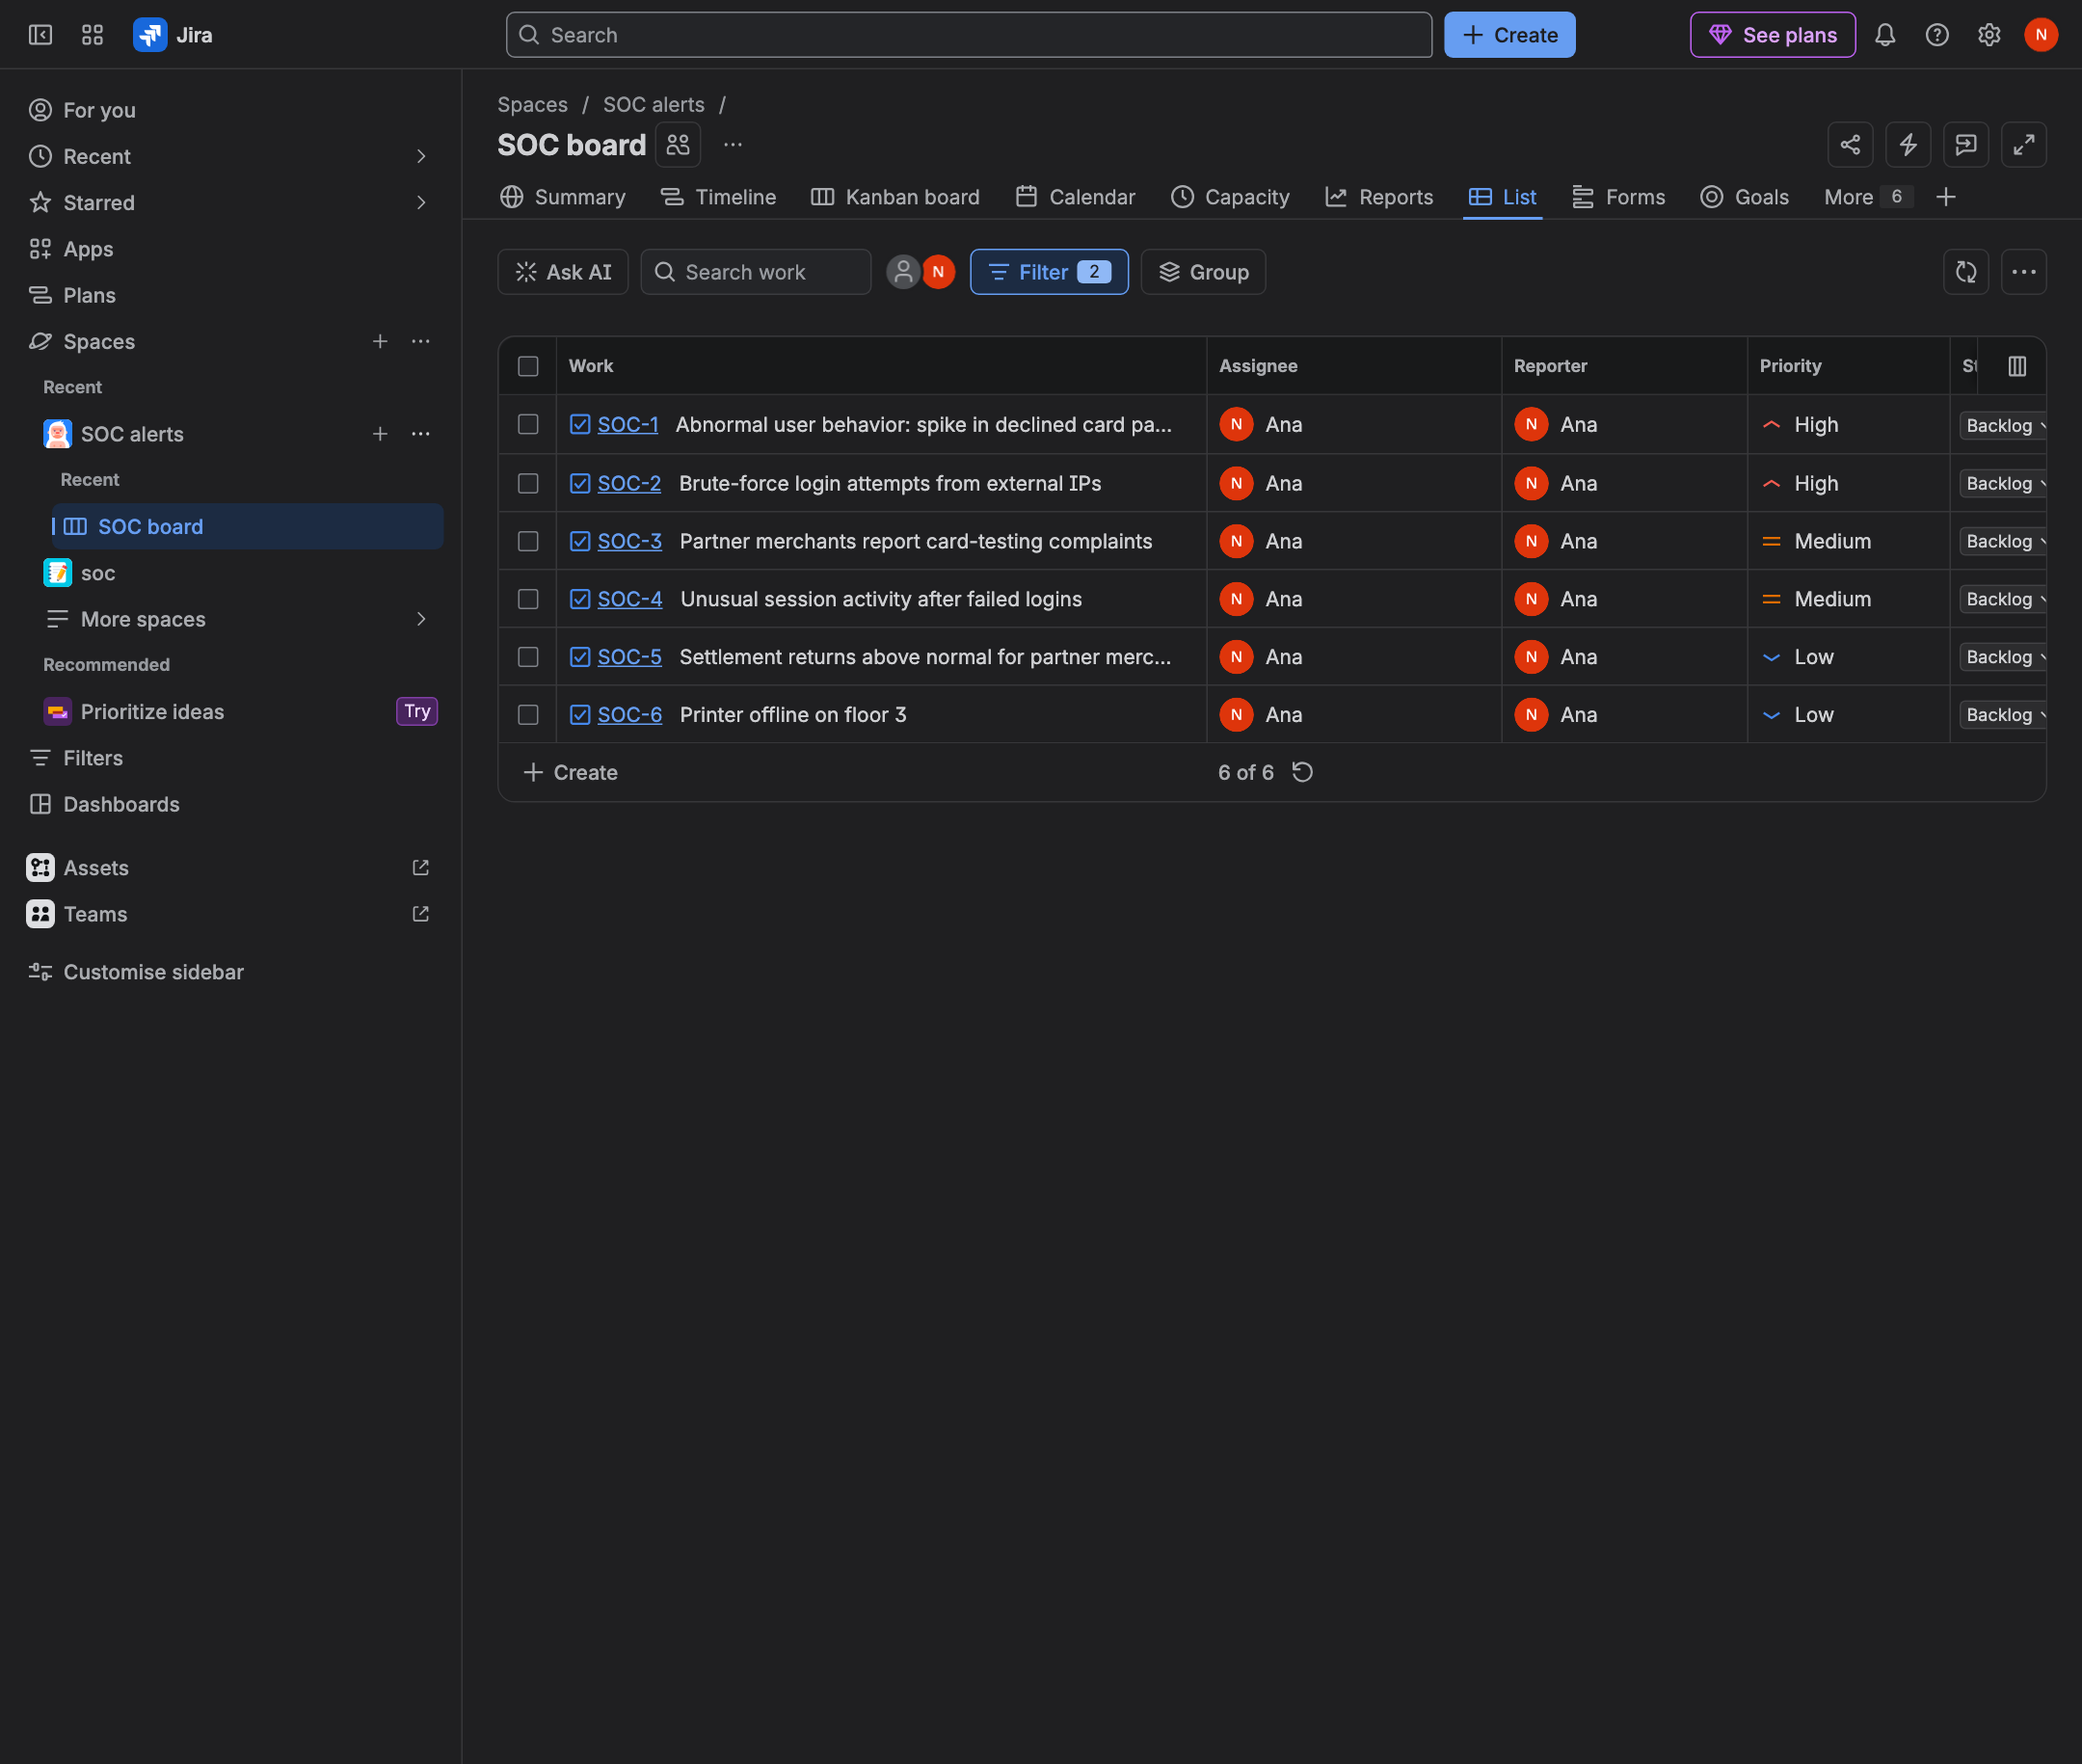 Jira
Search
Create
See plans
N
For you
Recent
Starred
Apps
Plans
Spaces
Recent
SOC alerts
Recent
SOC board
soc
More spaces
Recommended
Prioritize ideas Try
Filters
Dashboards
Assets
Teams
Customise sidebar
Spaces / SOC alerts /
SOC board
Summary Timeline Kanban board Calendar Capacity Reports List Forms Goals More 6
Ask AI Search work N Filter 2 Group
Work Assignee Reporter Priority
SOC-1 Abnormal user behavior: spike in declined card pa... N Ana N Ana High Backlog
SOC-2 Brute-force login attempts from external IPs N Ana N Ana High Backlog
SOC-3 Partner merchants report card-testing complaints N Ana N Ana Medium Backlog
SOC-4 Unusual session activity after failed logins N Ana N Ana Medium Backlog
SOC-5 Settlement returns above normal for partner merc... N Ana N Ana Low Backlog
SOC-6 Printer offline on floor 3 N Ana N Ana Low Backlog
Create 6 of 6